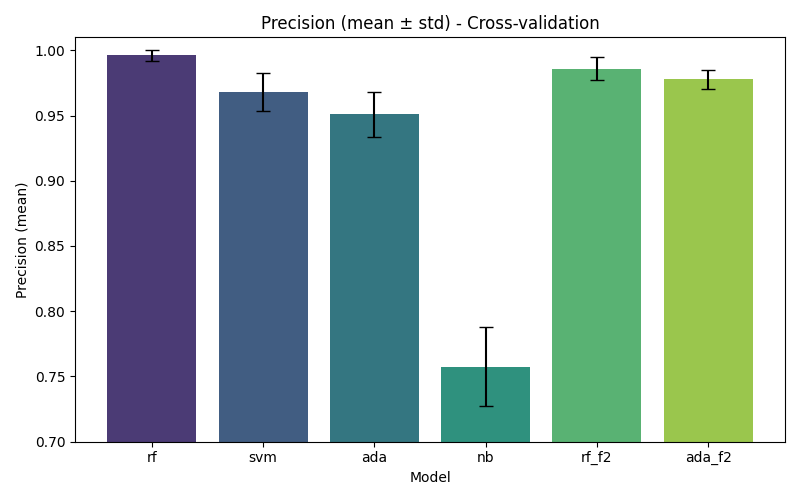 Precision (mean ± std) - Cross-validation
Precision (mean)
1.00
0.95
0.90
0.85
0.80
0.75
0.70
rf svm ada nb rf_f2 ada_f2
Model